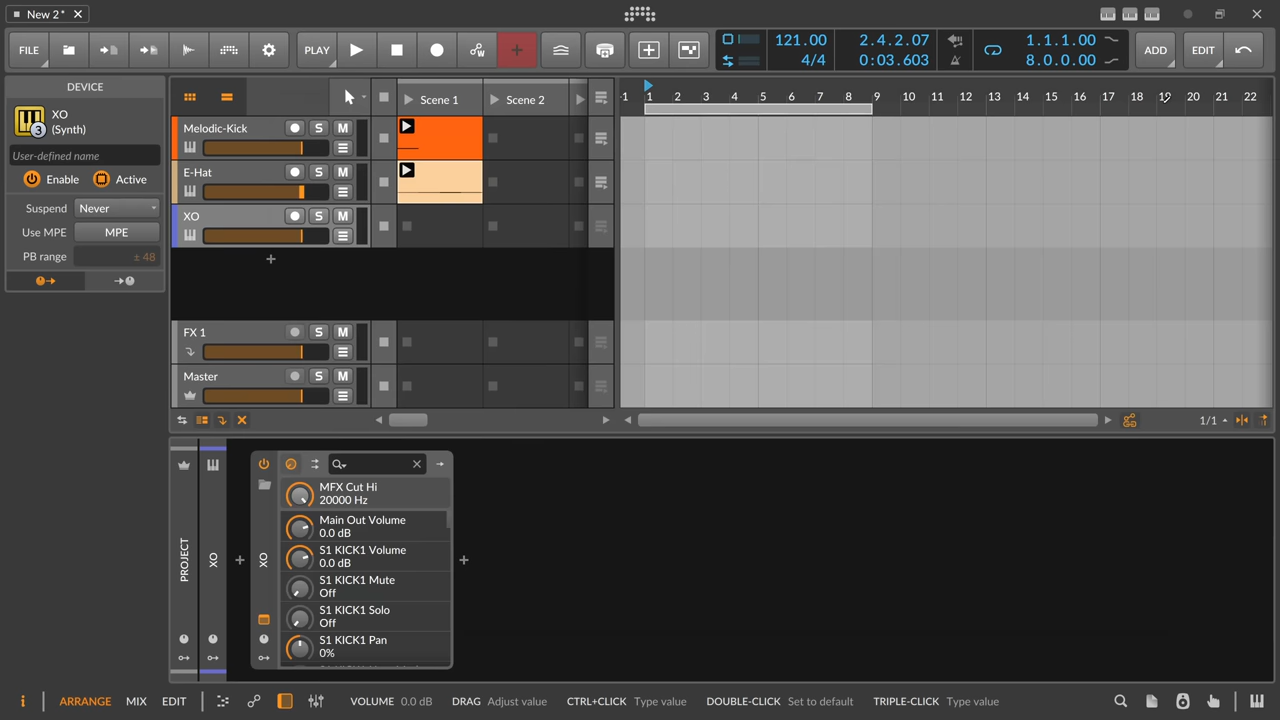 New 2*
FILE
PLAY
121.00
4/4
2.4.2.07
0:03.603
1.1.1.00
8.0.0.00
ADD
EDIT
DEVICE
XO
(Synth)
3
User-defined name
Enable
Active
Suspend
Never
Use MPE
MPE
PB range
± 48
Scene 1
Scene 2
-1 1 2 3 4 5 6 7 8 9 10 11 12 13 14 15 16 17 18 19 20 21 22
Melodic-Kick
S
M
E-Hat
S
M
XO
S
M
FX 1
S
M
Master
S
M
1/1
PROJECT
XO
XO
MFX Cut Hi
20000 Hz
Main Out Volume
0.0 dB
S1 KICK1 Volume
0.0 dB
S1 KICK1 Mute
Off
S1 KICK1 Solo
Off
S1 KICK1 Pan
0%
ARRANGE
MIX
EDIT
VOLUME 0.0 dB
DRAG Adjust value
CTRL+CLICK Type value
DOUBLE-CLICK Set to default
TRIPLE-CLICK Type value